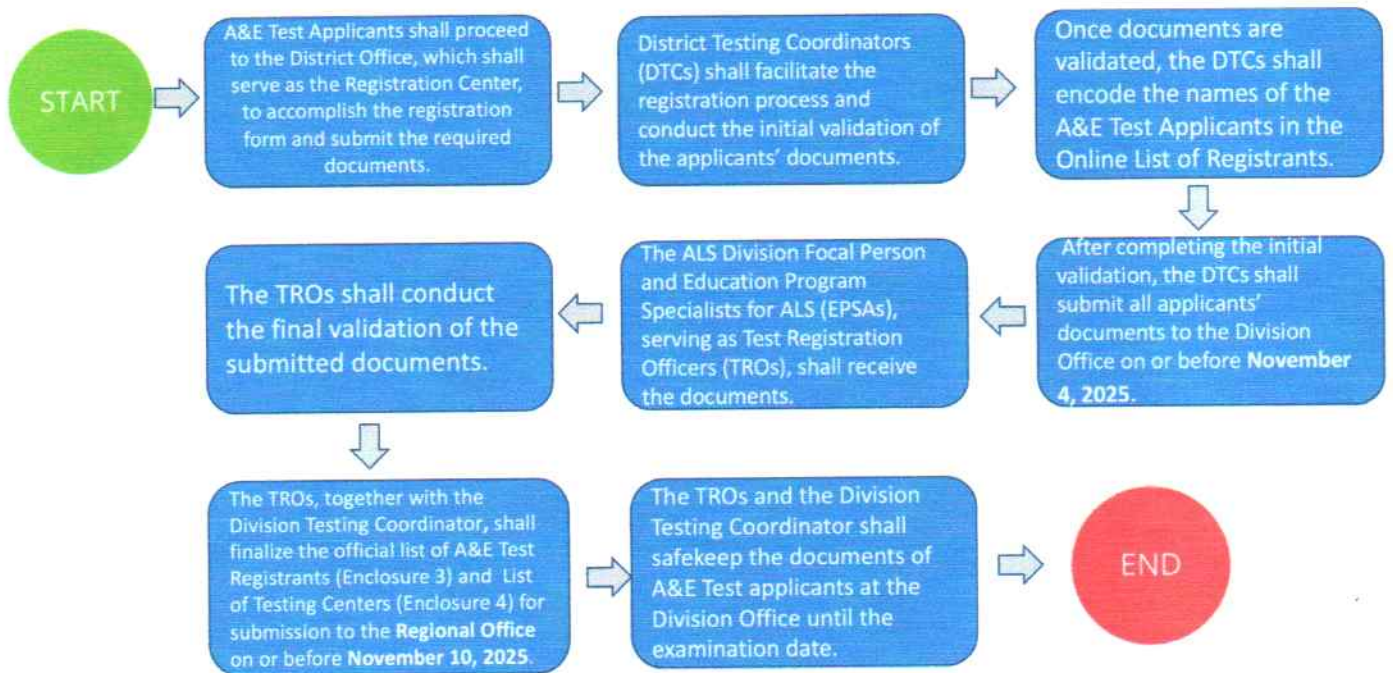 START
A&E Test Applicants shall proceed
to the District Office, which shall
serve as the Registration Center,
to accomplish the registration
form and submit the required
documents.
District Testing Coordinators
(DTCs) shall facilitate the
registration process and
conduct the initial validation of
the applicants’ documents.
Once documents are
validated, the DTCs shall
encode the names of the
A&E Test Applicants in the
Online List of Registrants.
After completing the initial
validation, the DTCs shall
submit all applicants’
documents to the Division
Office on or before November
4, 2025.
The ALS Division Focal Person
and Education Program
Specialists for ALS (EPSAs),
serving as Test Registration
Officers (TROs), shall receive
the documents.
The TROs shall conduct
the final validation of the
submitted documents.
The TROs, together with the
Division Testing Coordinator, shall
finalize the official list of A&E Test
Registrants (Enclosure 3) and List
of Testing Centers (Enclosure 4) for
submission to the Regional Office
on or before November 10, 2025.
The TROs and the Division
Testing Coordinator shall
safekeep the documents of
A&E Test applicants at the
Division Office until the
examination date.
END